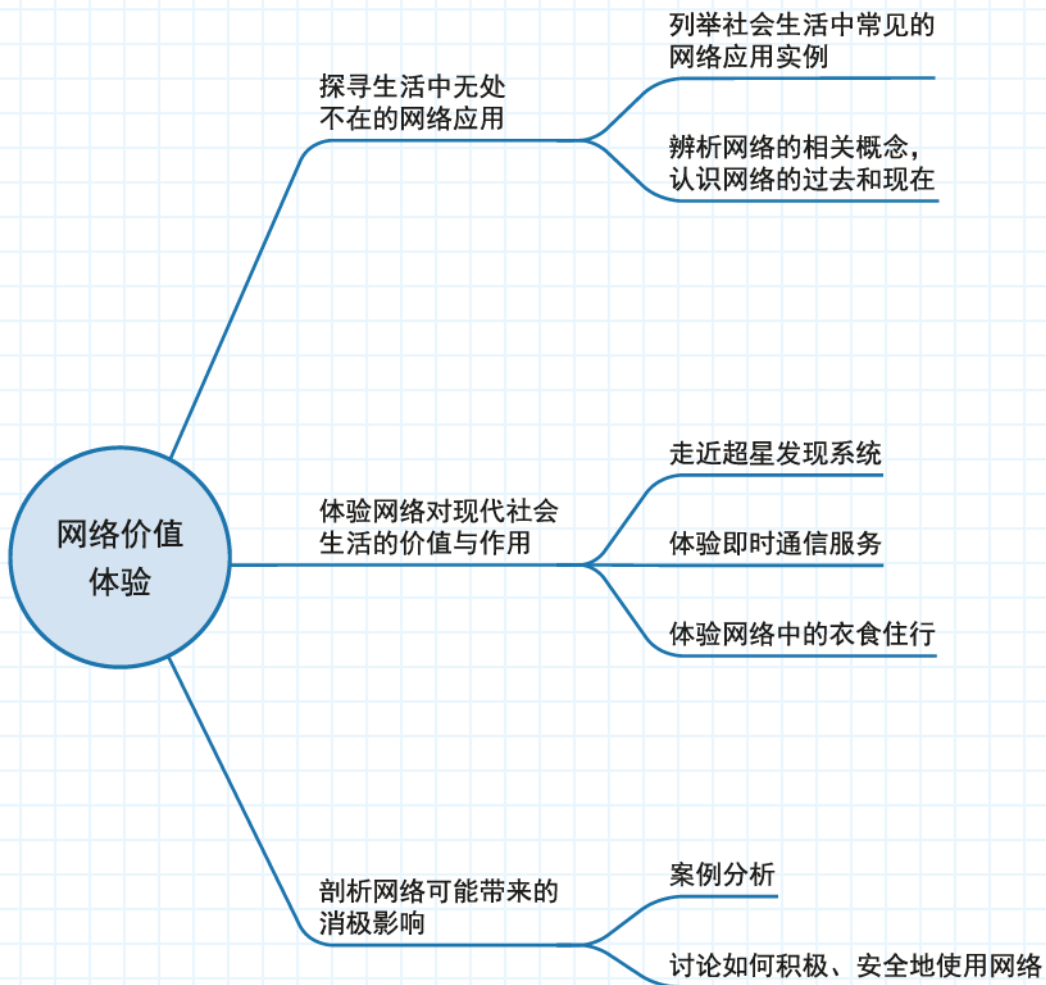 列举社会生活中常见的
网络应用实例
探寻生活中无处
不在的网络应用
辨析网络的相关概念，
认识网络的过去和现在
走近超星发现系统
体验网络对现代社会
生活的价值与作用
体验即时通信服务
网络价值
体验
体验网络中的衣食住行
案例分析
剖析网络可能带来的
消极影响
讨论如何积极、安全地使用网络